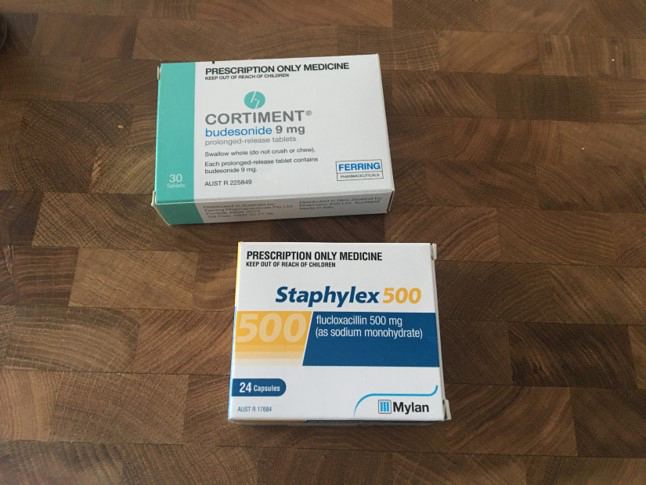 PRESCRIPTION ONLY MEDICINE
KEEP OUT OF REACH OF CHILDREN
CORTIMENT®
budesonide 9 mg
prolonged-release tablets
Swallow whole (do not crush or chew).
Each prolonged-release tablet contains
budesonide 9 mg.
30
Tablets
AUST R 225849
FERRING
PHARMACEUTICALS
PRESCRIPTION ONLY MEDICINE
KEEP OUT OF REACH OF CHILDREN
Staphylex 500
500
flucloxacillin 500 mg
(as sodium monohydrate)
24 Capsules
AUST R 17684
Mylan